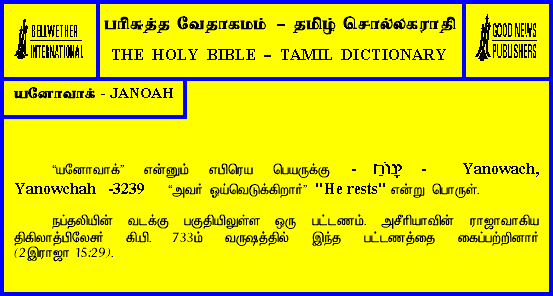 BELLWETHER
INTERNATIONAL
பரிசுத்த வேதாகமம் – தமிழ் சொல்லகராதி
THE HOLY BIBLE – TAMIL DICTIONARY
GOOD NEWS
PUBLISHERS
யனோவாக் - JANOAH
“யனோவாக்” என்னும் எபிரெய பெயருக்கு - - Yanowach,
Yanowchah -3239 “அவர் ஓய்வெடுக்கிறார்” "He rests" என்று பொருள்.
நப்தலியின் வடக்கு பகுதியிலுள்ள ஒரு பட்டணம். அசீரியாவின் ராஜாவாகிய
திகிலாத்பிலேசர் கி.பி. 733ம் வருஷத்தில் இந்த பட்டணத்தை கைப்பற்றினார்
(2இராஜா 15:29).